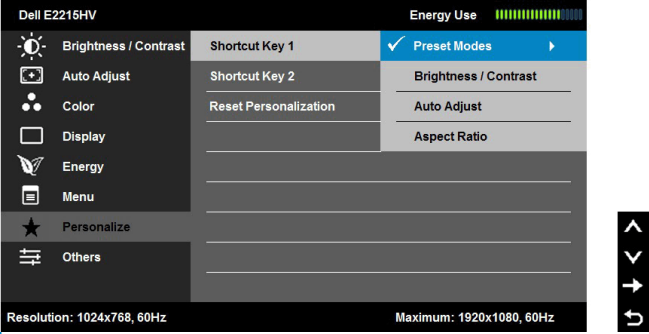 Dell E2215HV Energy Use
Brightness / Contrast Shortcut Key 1 Preset Modes
Auto Adjust Shortcut Key 2 Brightness / Contrast
Color Reset Personalization Auto Adjust
Display Aspect Ratio
Energy
Menu
Personalize
Others
Resolution: 1024x768, 60Hz Maximum: 1920x1080, 60Hz